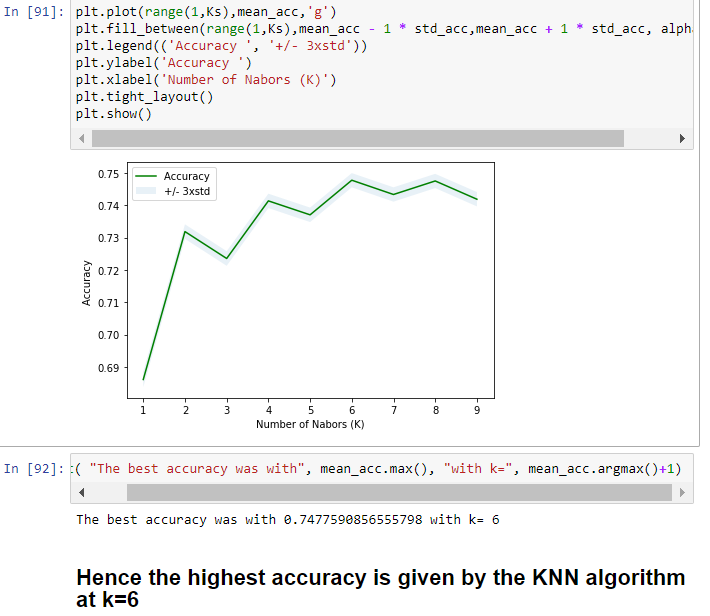 In [91]: plt.plot(range(1,Ks),mean_acc,'g')
plt.fill_between(range(1,Ks),mean_acc - 1 * std_acc,mean_acc + 1 * std_acc, alph
plt.legend(('Accuracy ', '+/- 3xstd'))
plt.ylabel('Accuracy ')
plt.xlabel('Number of Nabors (K)')
plt.tight_layout()
plt.show()
Accuracy
+/- 3xstd
0.75
0.74
0.73
0.72
0.71
0.70
0.69
Accuracy
1 2 3 4 5 6 7 8 9
Number of Nabors (K)
In [92]: :( "The best accuracy was with", mean_acc.max(), "with k=", mean_acc.argmax()+1)
The best accuracy was with 0.7477590856555798 with k= 6
Hence the highest accuracy is given by the KNN algorithm
at k=6